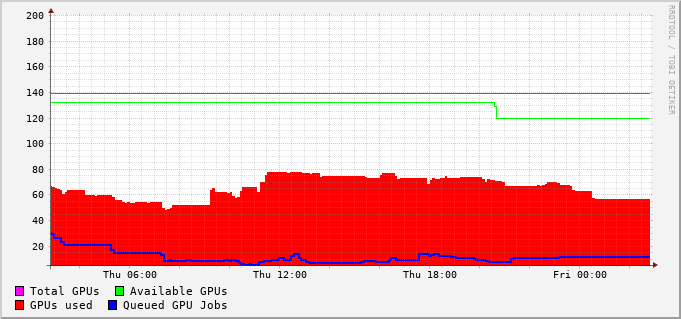 200
180
160
140
120
100
80
60
40
20
Thu 06:00 Thu 12:00 Thu 18:00 Fri 00:00
Total GPUs Available GPUs
GPUs used Queued GPU Jobs
RRDTOOL / TOBI OETIKER